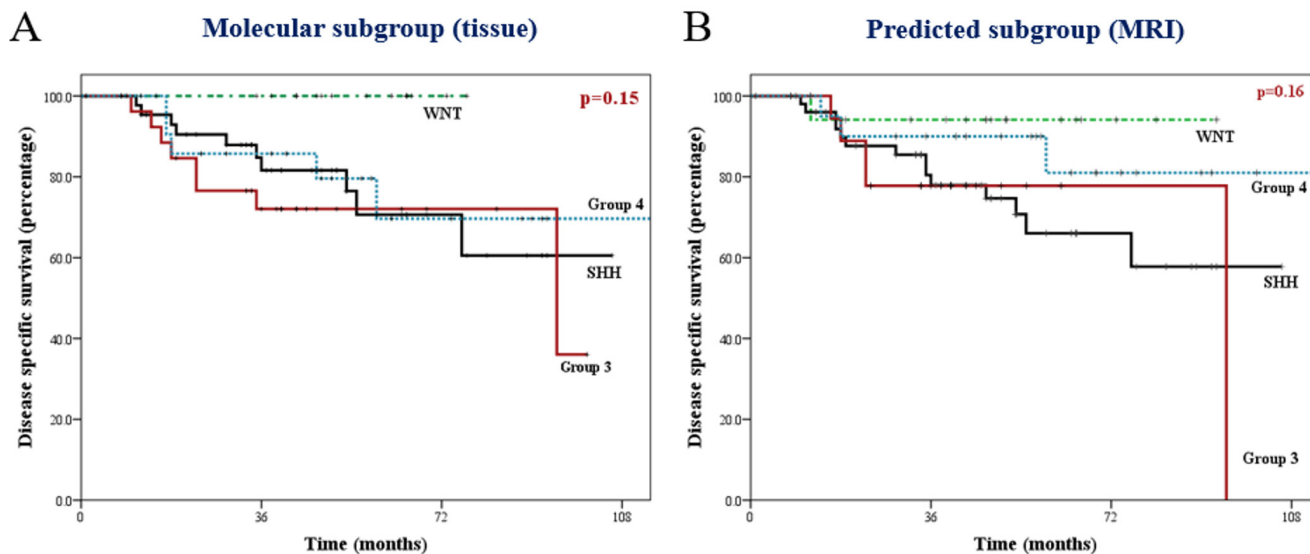 A
Molecular subgroup (tissue)
Disease specific survival (percentage)
100.0
80.0
60.0
40.0
20.0
0.0
p=0.15
WNT
Group 4
SHH
Group 3
0 36 72 108
Time (months)
B
Predicted subgroup (MRI)
Disease specific survival (percentage)
100.0
80.0
60.0
40.0
20.0
0.0
p=0.16
WNT
Group 4
SHH
Group 3
0 36 72 108
Time (months)